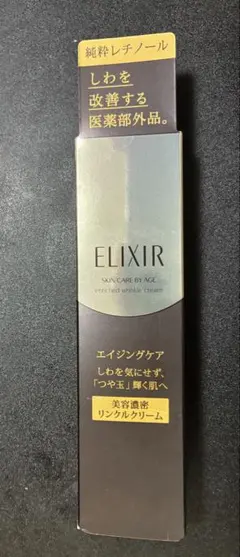 純粋レチノール
しわを
改善する
医薬部外品。
ELIXIR
SKIN CARE BY AGE
enriched wrinkle cream
エイジングケア
しわを気にせず、
「つや玉」輝く肌へ
美容濃密
リンクルクリーム